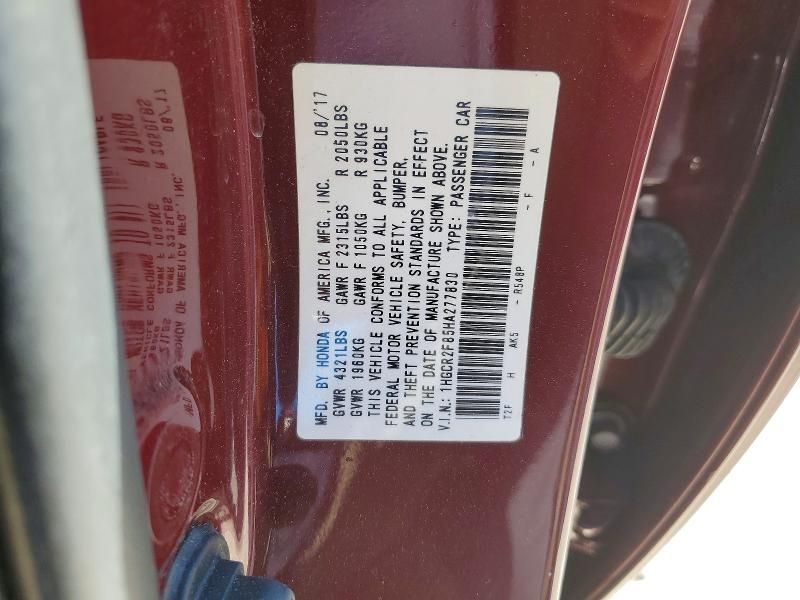 MFD. BY HONDA OF AMERICA MFG., INC. 08/'17
GVWR 4321LBS GAWR F 2315LBS R 2050LBS
GVWR 1960KG GAWR F 1050KG R 930KG
THIS VEHICLE CONFORMS TO ALL APPLICABLE
FEDERAL MOTOR VEHICLE SAFETY, BUMPER,
AND THEFT PREVENTION STANDARDS IN EFFECT
ON THE DATE OF MANUFACTURE SHOWN ABOVE.
V.I.N.: 1HGCR2F85HA277830 TYPE: PASSENGER CAR
T2F H AK5 - R548P - F - A